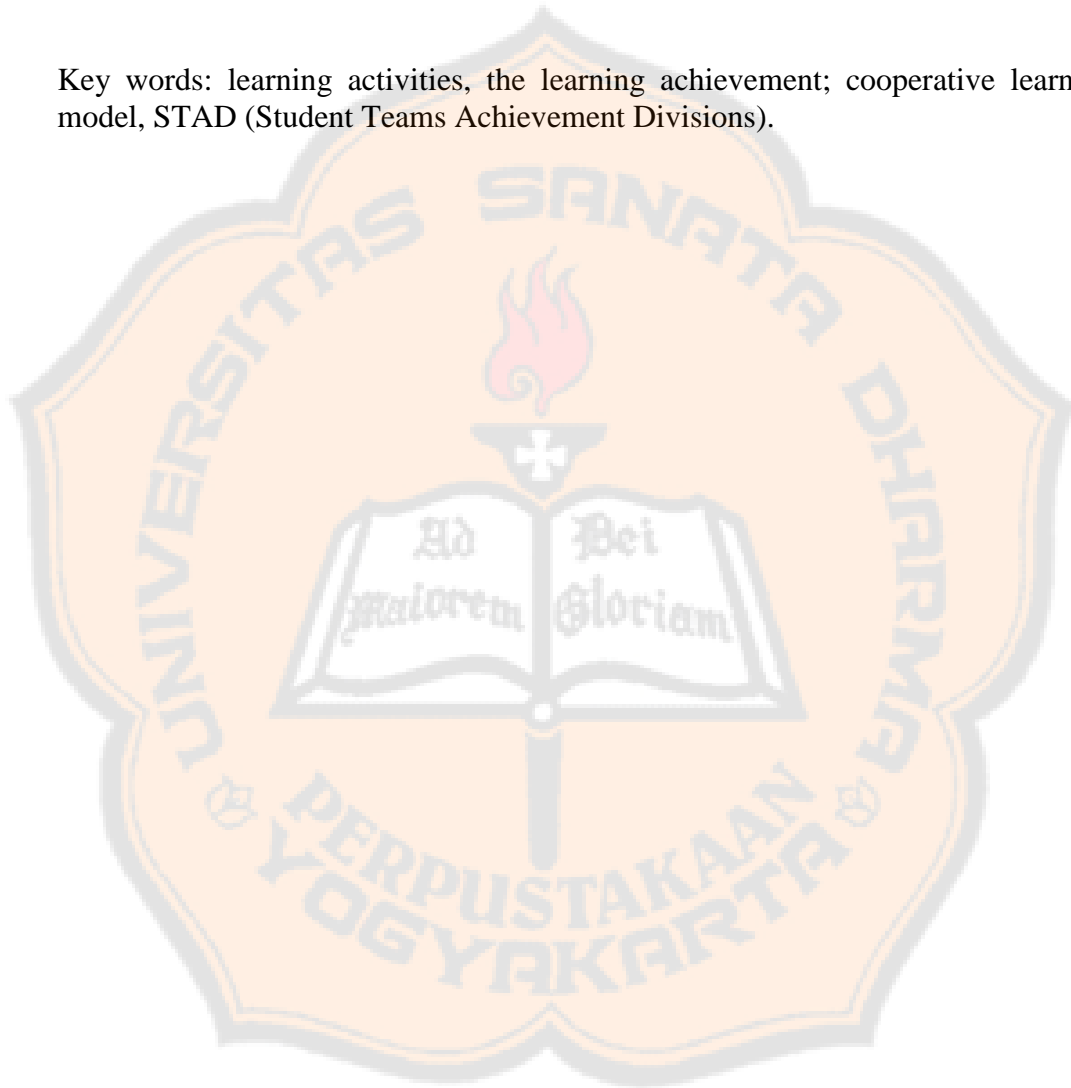 Key words: learning activities, the learning achievement; cooperative learn
model, STAD (Student Teams Achievement Divisions).
UNIVERSITAS SANATA DHARMA
Ad Dei
Maiorem Gloriam
PERPUSTAKAAN
YOGYAKARTA